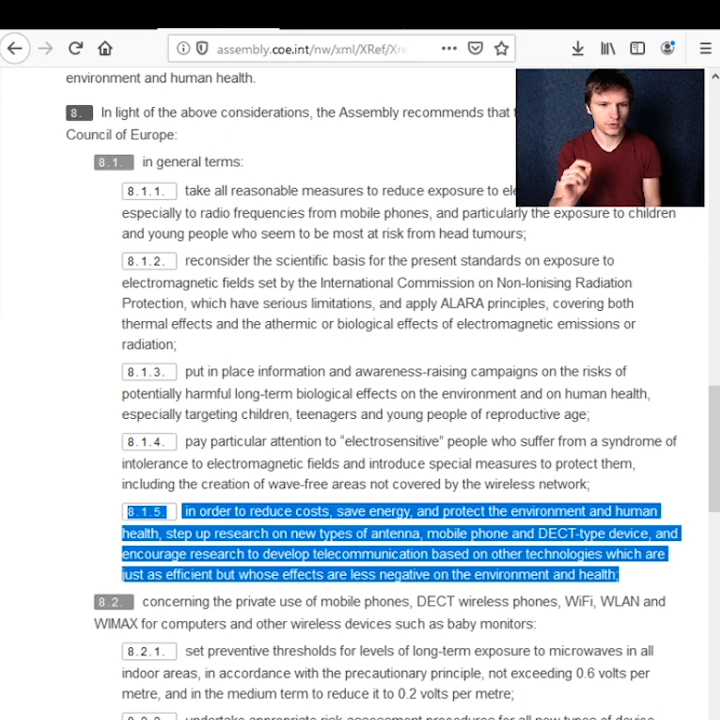 assembly.coe.int/nw/xml/XRef/Xre
environment and human health.
8. In light of the above considerations, the Assembly recommends that
Council of Europe:
8.1. in general terms:
8.1.1. take all reasonable measures to reduce exposure to
especially to radio frequencies from mobile phones, and particularly the exposure to children
and young people who seem to be most at risk from head tumours;
8.1.2. reconsider the scientific basis for the present standards on exposure to
electromagnetic fields set by the International Commission on Non-Ionising Radiation
Protection, which have serious limitations, and apply ALARA principles, covering both
thermal effects and the athermic or biological effects of electromagnetic emissions or
radiation;
8.1.3. put in place information and awareness-raising campaigns on the risks of
potentially harmful long-term biological effects on the environment and on human health,
especially targeting children, teenagers and young people of reproductive age;
8.1.4. pay particular attention to “electrosensitive” people who suffer from a syndrome of
intolerance to electromagnetic fields and introduce special measures to protect them,
including the creation of wave-free areas not covered by the wireless network;
8.1.5. in order to reduce costs, save energy, and protect the environment and human
health, step up research on new types of antenna, mobile phone and DECT-type device, and
encourage research to develop telecommunication based on other technologies which are
just as efficient but whose effects are less negative on the environment and health;
8.2. concerning the private use of mobile phones, DECT wireless phones, WiFi, WLAN and
WIMAX for computers and other wireless devices such as baby monitors:
8.2.1. set preventive thresholds for levels of long-term exposure to microwaves in all
indoor areas, in accordance with the precautionary principle, not exceeding 0.6 volts per
metre, and in the medium term to reduce it to 0.2 volts per metre;
undertake appropriate risk-assessment procedures for all new types of device